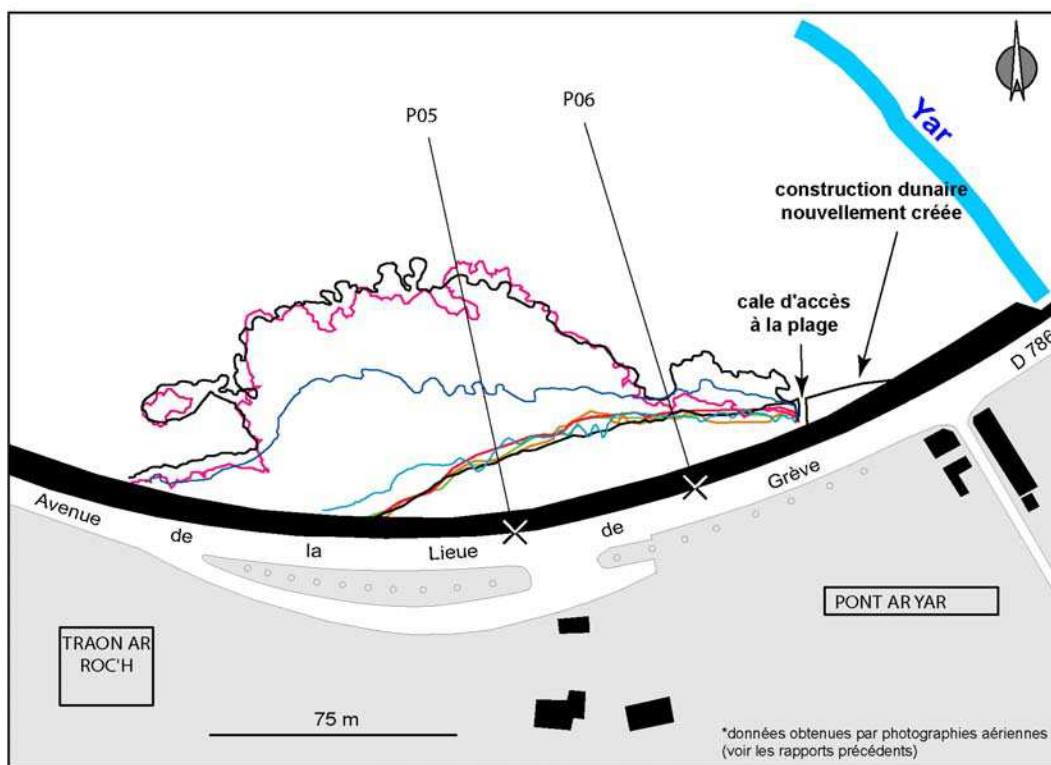 P05
P06
Yar
construction dunaire
nouvellement créée
cale d'accès
à la plage
D 786
Avenue de la Lieue de Grève
TRAON AR
ROC'H
PONT AR YAR
75 m
*données obtenues par photographies aériennes
(voir les rapports précédents)